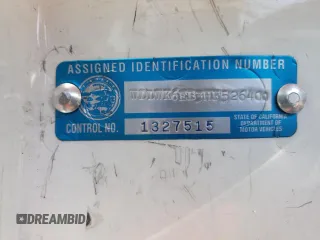 ASSIGNED IDENTIFICATION NUMBER
CONTROL NO. 1327515
STATE OF CALIFORNIA
DEPARTMENT OF
MOTOR VEHICLES
DREAMBID